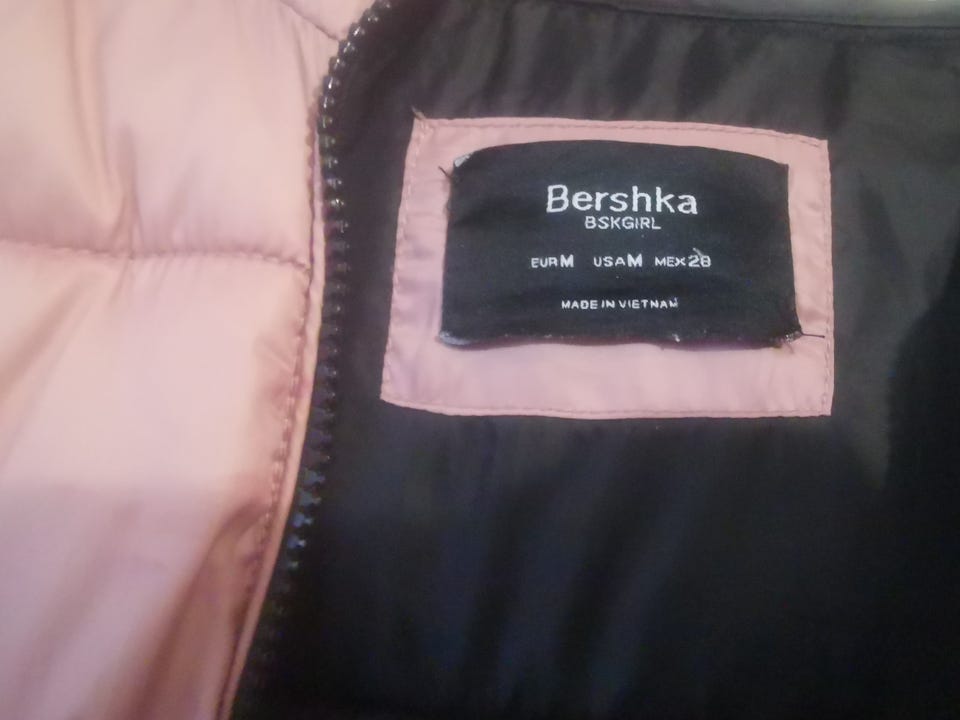 Bershka
BSKGIRL
EUR M USA M MEX 28
MADE IN VIETNAM